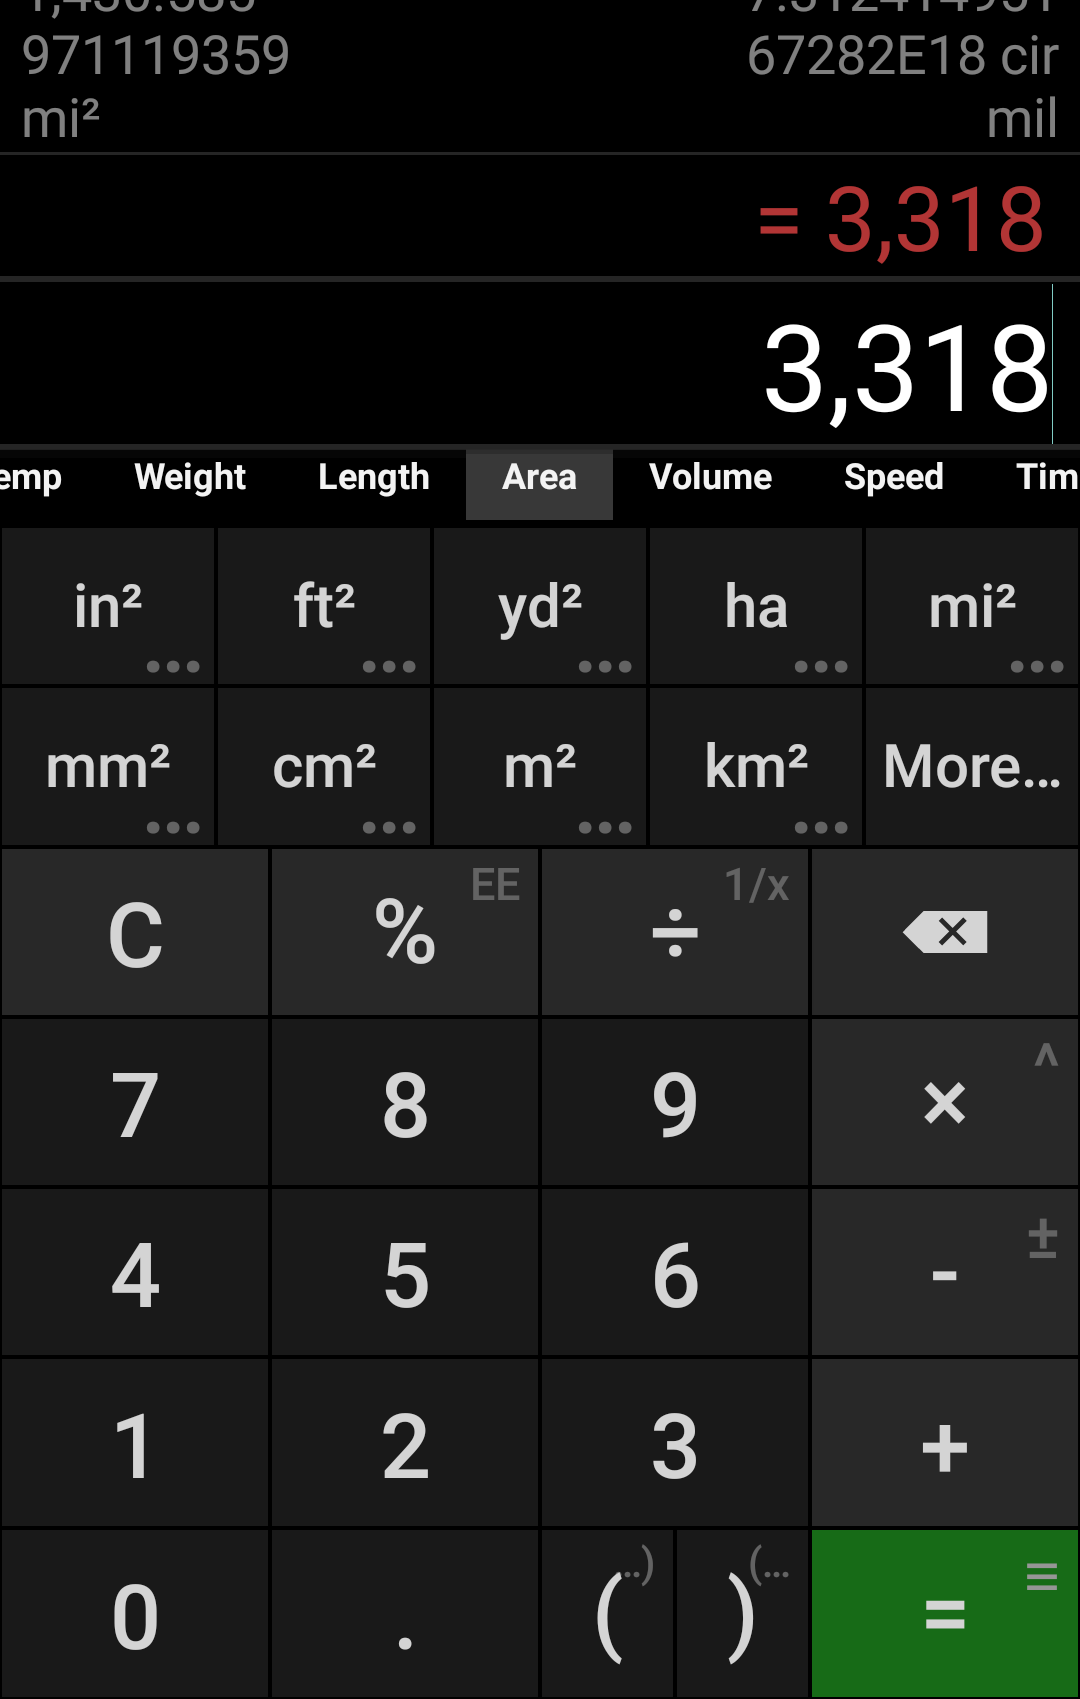 971119359
67282E18 cir
mi²
mil
= 3,318
3,318
emp Weight Length Area Volume Speed Tim
in² ft² yd² ha mi²
... ... ... ... ...
mm² cm² m² km² More...
... ... ... ...
EE 1/x
C % ÷
^
7 8 9 ×
±
4 5 6 -
1 2 3 +
..) (... ≡
0 . ( ) =